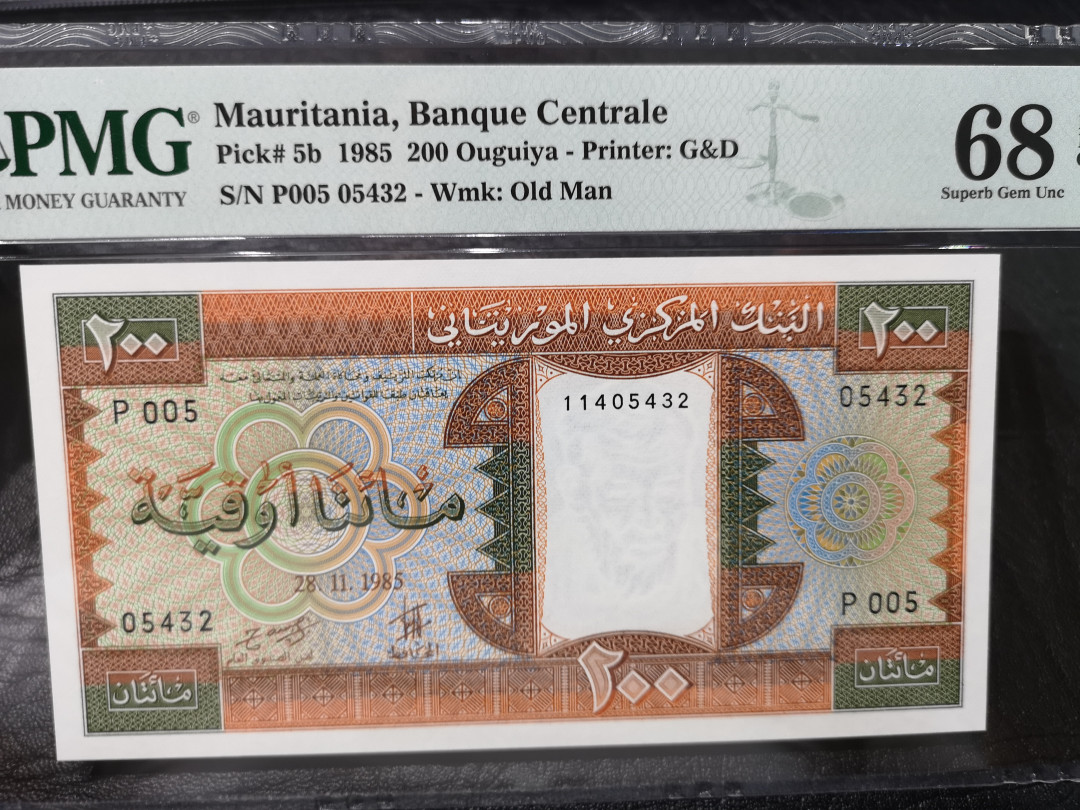 PMG®
MONEY GUARANTY
Mauritania, Banque Centrale
Pick# 5b 1985 200 Ouguiya - Printer: G&D
S/N P005 05432 - Wmk: Old Man
68
Superb Gem Unc
٢٠٠
البنك المركزي الموريتاني
٢٠٠
P 005
11405432
05432
مائتا أوقية
28. 11. 1985
05432
P 005
مائتان
٢٠٠
مائتان